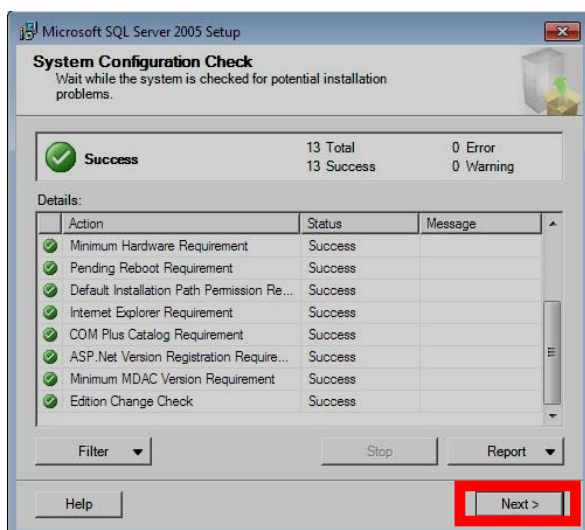 Microsoft SQL Server 2005 Setup
System Configuration Check
Wait while the system is checked for potential installation
problems.
Success
13 Total
0 Error
13 Success
0 Warning
Details:
Action Status Message
Minimum Hardware Requirement Success
Pending Reboot Requirement Success
Default Installation Path Permission Re... Success
Internet Explorer Requirement Success
COM Plus Catalog Requirement Success
ASP.Net Version Registration Require... Success
Minimum MDAC Version Requirement Success
Edition Change Check Success
Filter Stop Report
Help Next >